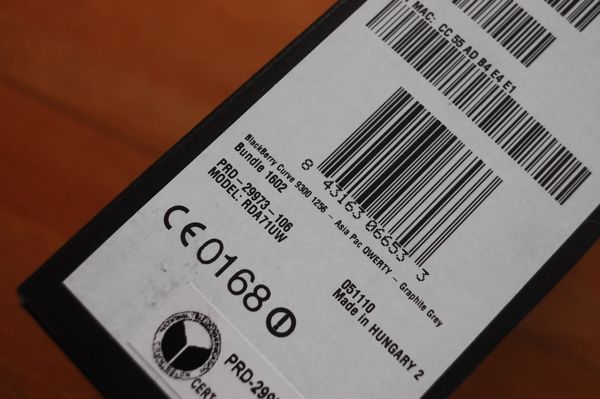 MAC. CC 55 AD B4 E4 E1
8 43163 06653 3
BlackBerry Curve 9300 1256 - Asia Pac QWERTY - Graphite Grey
Bundle 1602
PRD-29973-106
MODEL: RDA71UW
051110
Made in HUNGARY 2
CE0168
PRD-2997
CERT